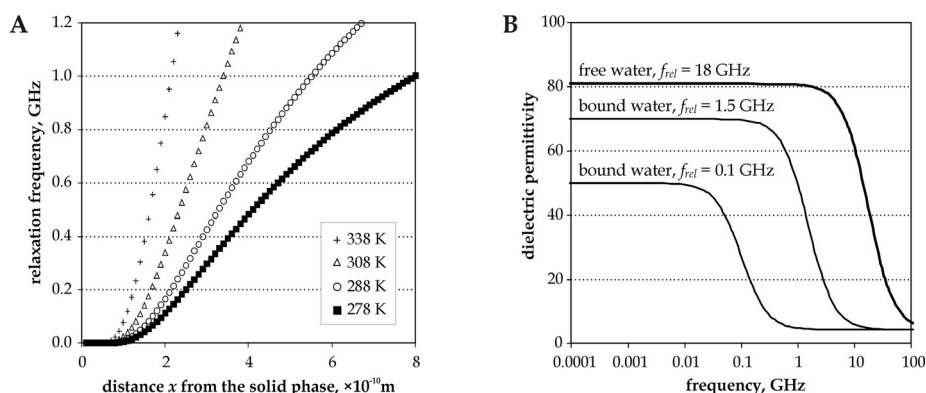 A
relaxation frequency, GHz
1.2
1.0
0.8
0.6
0.4
0.2
0.0
0
2
4
6
8
distance x from the solid phase, ×10⁻¹⁰m
338 K
308 K
288 K
278 K
B
dielectric permittivity
100
80
60
40
20
0
0.0001
0.001
0.01
0.1
1
10
100
frequency, GHz
free water, frel = 18 GHz
bound water, frel = 1.5 GHz
bound water, frel = 0.1 GHz